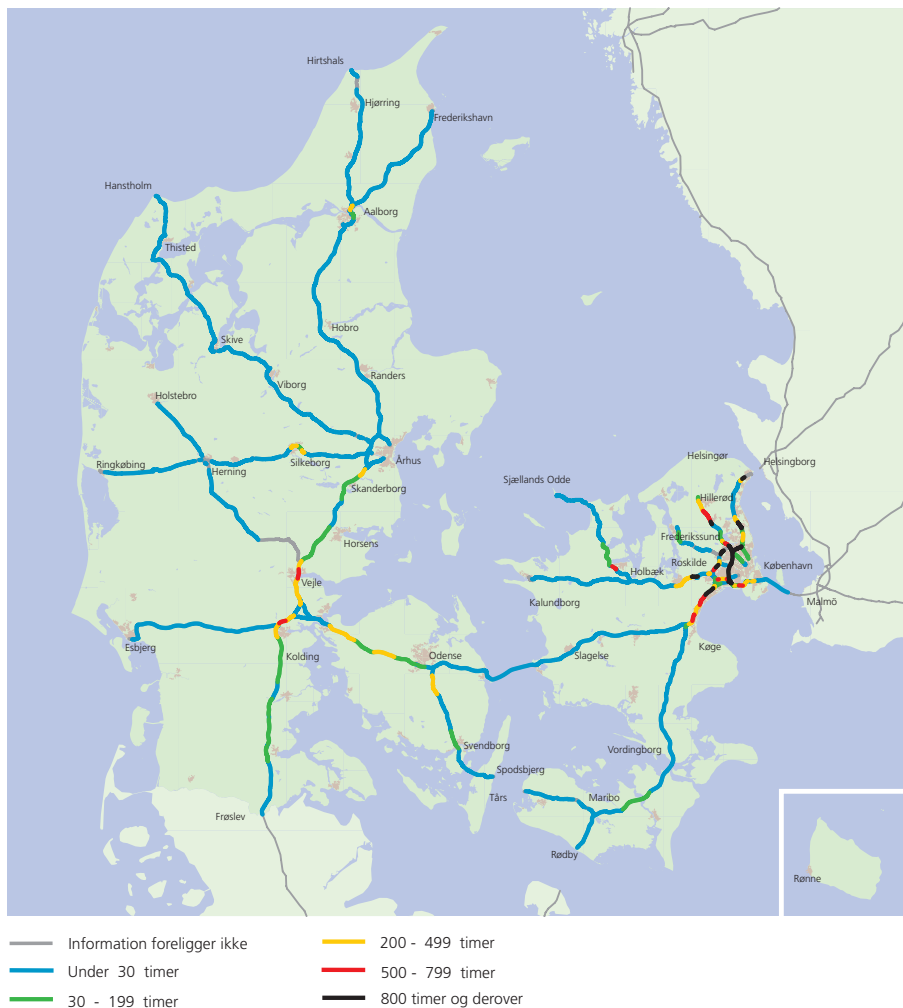 Hirtshals
Hjørring
Frederikshavn
Hanstholm
Aalborg
Thisted
Hobro
Skive
Randers
Viborg
Holstebro
Århus
Ringkøbing
Herning
Silkeborg
Skanderborg
Helsingør
Helsingborg
Sjællands Odde
Hillerød
Horsens
Frederikssund
Roskilde
København
Holbæk
Vejle
Kalundborg
Malmö
Esbjerg
Kolding
Odense
Slagelse
Køge
Svendborg
Vordingborg
Spodsbjerg
Tårs
Maribo
Frøslev
Rødby
Rønne
Information foreligger ikke
Under 30 timer
30 - 199 timer
200 - 499 timer
500 - 799 timer
800 timer og derover